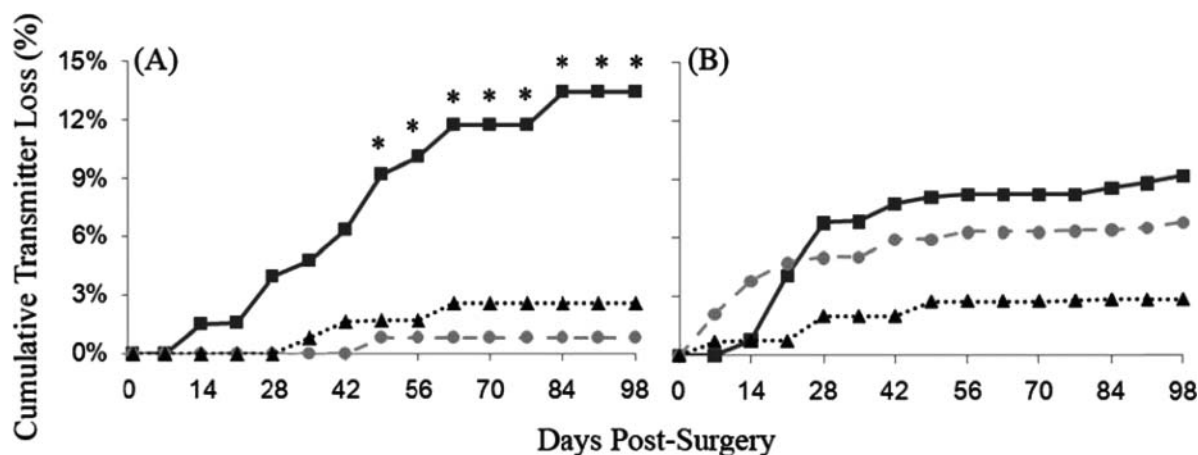 Cumulative Transmitter Loss (%)
15%
12%
9%
6%
3%
0%
(A)
* * * * * * * *
0 14 28 42 56 70 84 98
(B)
0 14 28 42 56 70 84 98
Days Post-Surgery